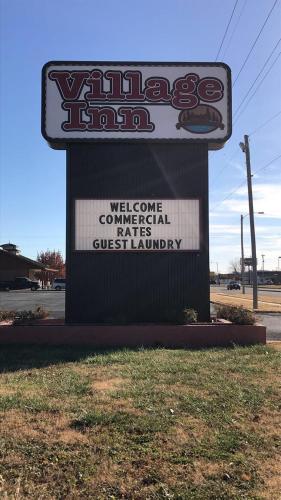 Village
Inn
WELCOME
COMMERCIAL
RATES
GUEST LAUNDRY